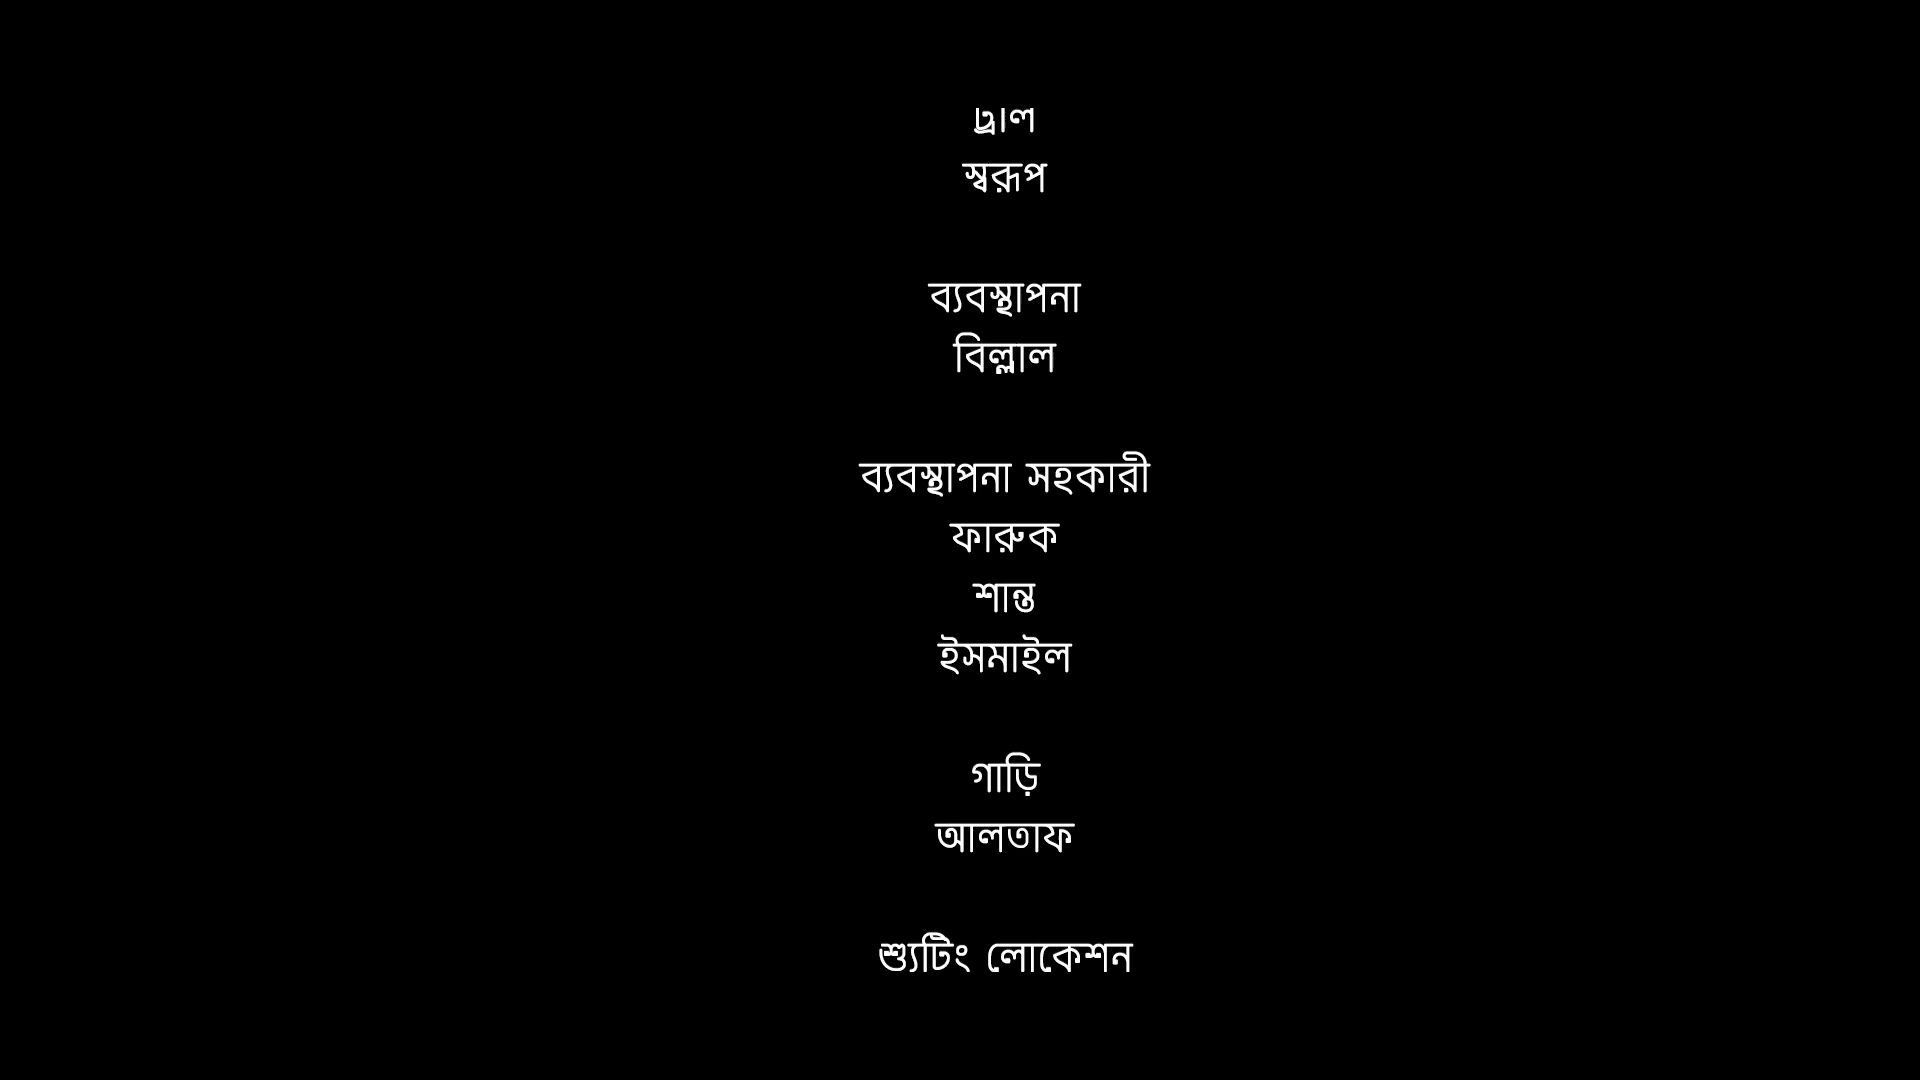 স্বরূপ
ব্যবস্থাপনা
বিল্লাল
ব্যবস্থাপনা সহকারী
ফারুক
শান্ত
ইসমাইল
গাড়ি
আলতাফ
শ্যুটিং লোকেশন